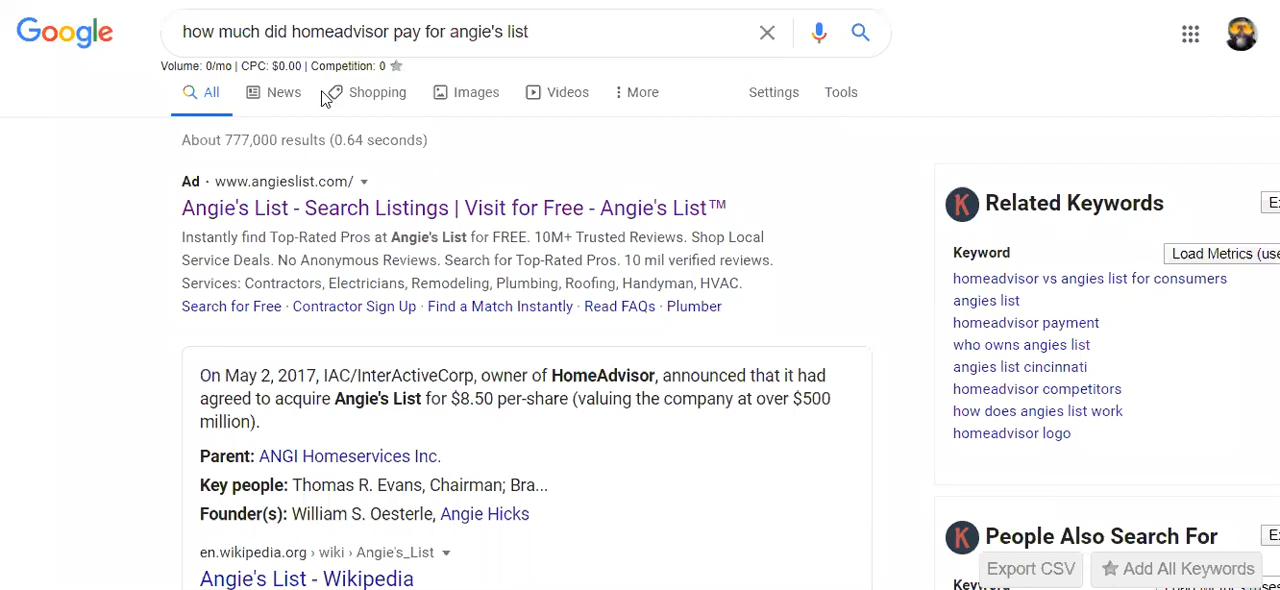 Google
how much did homeadvisor pay for angie's list
Volume: 0/mo | CPC: $0.00 | Competition: 0
All News Shopping Images Videos More Settings Tools
About 777,000 results (0.64 seconds)
Ad · www.angieslist.com/
Angie's List - Search Listings | Visit for Free - Angie's List™
Instantly find Top-Rated Pros at Angie's List for FREE. 10M+ Trusted Reviews. Shop Local
Service Deals. No Anonymous Reviews. Search for Top-Rated Pros. 10 mil verified reviews.
Services: Contractors, Electricians, Remodeling, Plumbing, Roofing, Handyman, HVAC.
Search for Free · Contractor Sign Up · Find a Match Instantly · Read FAQs · Plumber
On May 2, 2017, IAC/InterActiveCorp, owner of HomeAdvisor, announced that it had
agreed to acquire Angie's List for $8.50 per-share (valuing the company at over $500
million).
Parent: ANGI Homeservices Inc.
Key people: Thomas R. Evans, Chairman; Bra...
Founder(s): William S. Oesterle, Angie Hicks
en.wikipedia.org › wiki › Angie's_List
Angie's List - Wikipedia
K Related Keywords
Keyword
Load Metrics (use
homeadvisor vs angies list for consumers
angies list
homeadvisor payment
who owns angies list
angies list cincinnati
homeadvisor competitors
how does angies list work
homeadvisor logo
K People Also Search For
Export CSV Add All Keywords